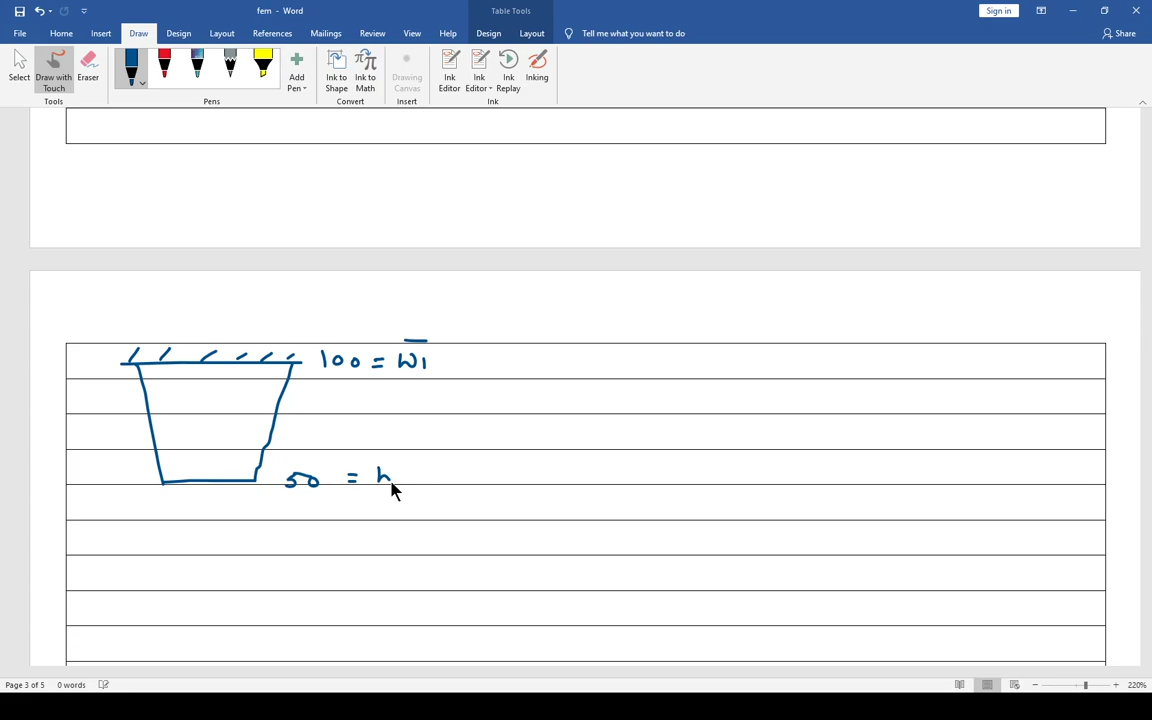 fem - Word
Table Tools
Sign in
File Home Insert Draw Design Layout References Mailings Review View Help Design Layout Tell me what you want to do Share
Select Draw with Touch Eraser Add Pen Ink to Shape Ink to Math Drawing Canvas Ink Editor Ink Editor Ink Replay Inking
Tools Pens Convert Insert Ink
100 = W1
50 = h
Page 3 of 5 0 words 220%